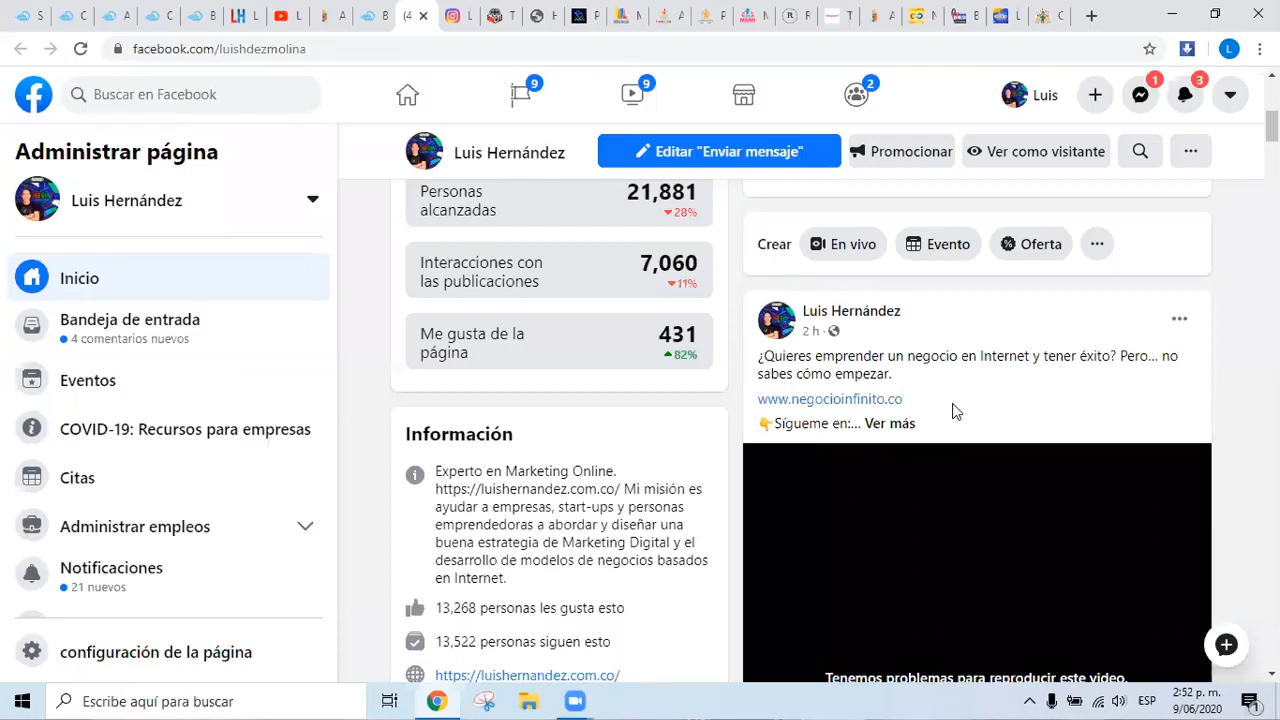 facebook.com/luishdezmolina
L
Buscar en Facebook
9
9
2
Luis
1
3
Administrar página
Luis Hernández
Inicio
Bandeja de entrada
4 comentarios nuevos
Eventos
COVID-19: Recursos para empresas
Citas
Administrar empleos
Notificaciones
21 nuevos
configuración de la página
Luis Hernández
Editar "Enviar mensaje"
Promocionar
Ver como visitante
Personas
alcanzadas
21,881
28%
Interacciones con
las publicaciones
7,060
11%
Me gusta de la
página
431
82%
Información
Experto en Marketing Online.
https://luishernandez.com.co/ Mi misión es
ayudar a empresas, start-ups y personas
emprendedoras a abordar y diseñar una
buena estrategia de Marketing Digital y el
desarrollo de modelos de negocios basados
en Internet.
13,268 personas les gusta esto
13,522 personas siguen esto
https://luishernandez.com.co/
Crear
En vivo
Evento
Oferta
Luis Hernández
2 h ·
¿Quieres emprender un negocio en Internet y tener éxito? Pero... no
sabes cómo empezar.
www.negocioinfinito.co
👇Sígueme en:... Ver más
Tenemos problemas para reproducir este video.
Escribe aquí para buscar
ESP
2:52 p. m.
9/06/2020